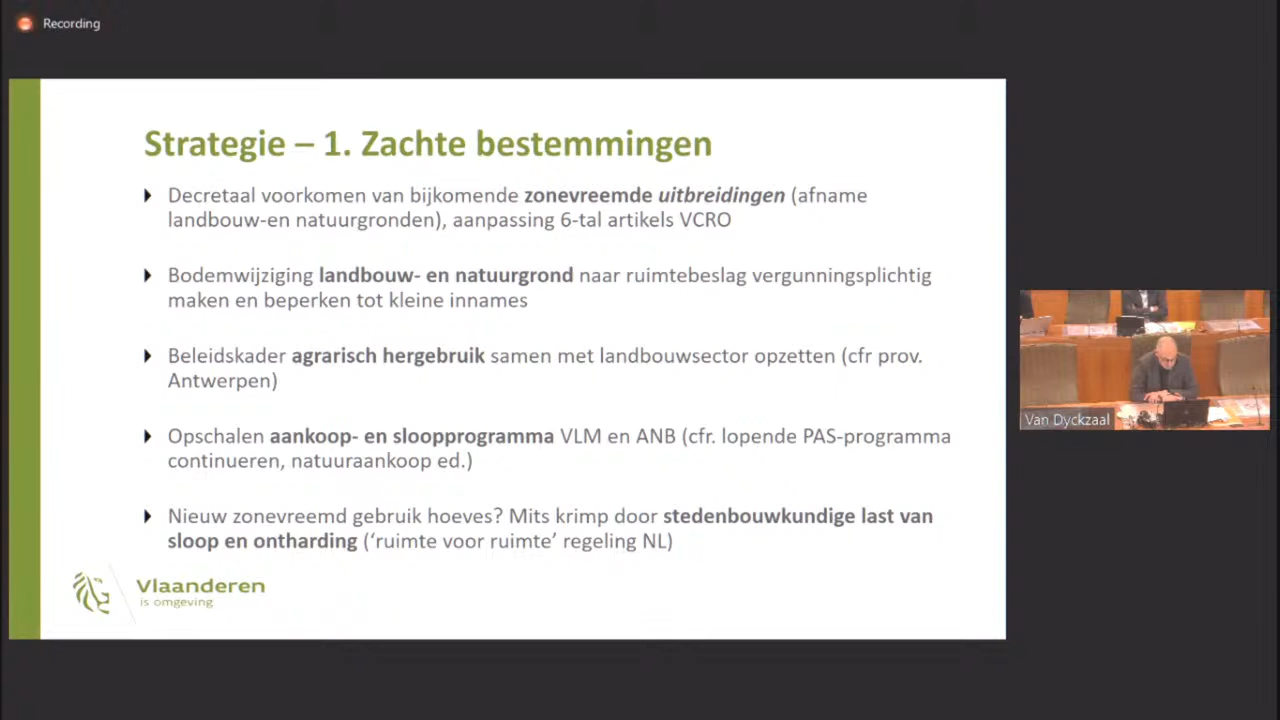 Recording
Strategie – 1. Zachte bestemmingen
Decretaal voorkomen van bijkomende zonevreemde uitbreidingen (afname
landbouw-en natuurgronden), aanpassing 6-tal artikels VCRO
Bodemwijziging landbouw- en natuurgrond naar ruimtebeslag vergunningsplichtig
maken en beperken tot kleine innames
Beleidskader agrarisch hergebruik samen met landbouwsector opzetten (cfr prov.
Antwerpen)
Opschalen aankoop- en sloopprogramma VLM en ANB (cfr. lopende PAS-programma
continueren, natuuraankoop ed.)
Nieuw zonevreemd gebruik hoeves? Mits krimp door stedenbouwkundige last van
sloop en ontharding (‘ruimte voor ruimte’ regeling NL)
Vlaanderen
is omgeving
Van Dyckzaal